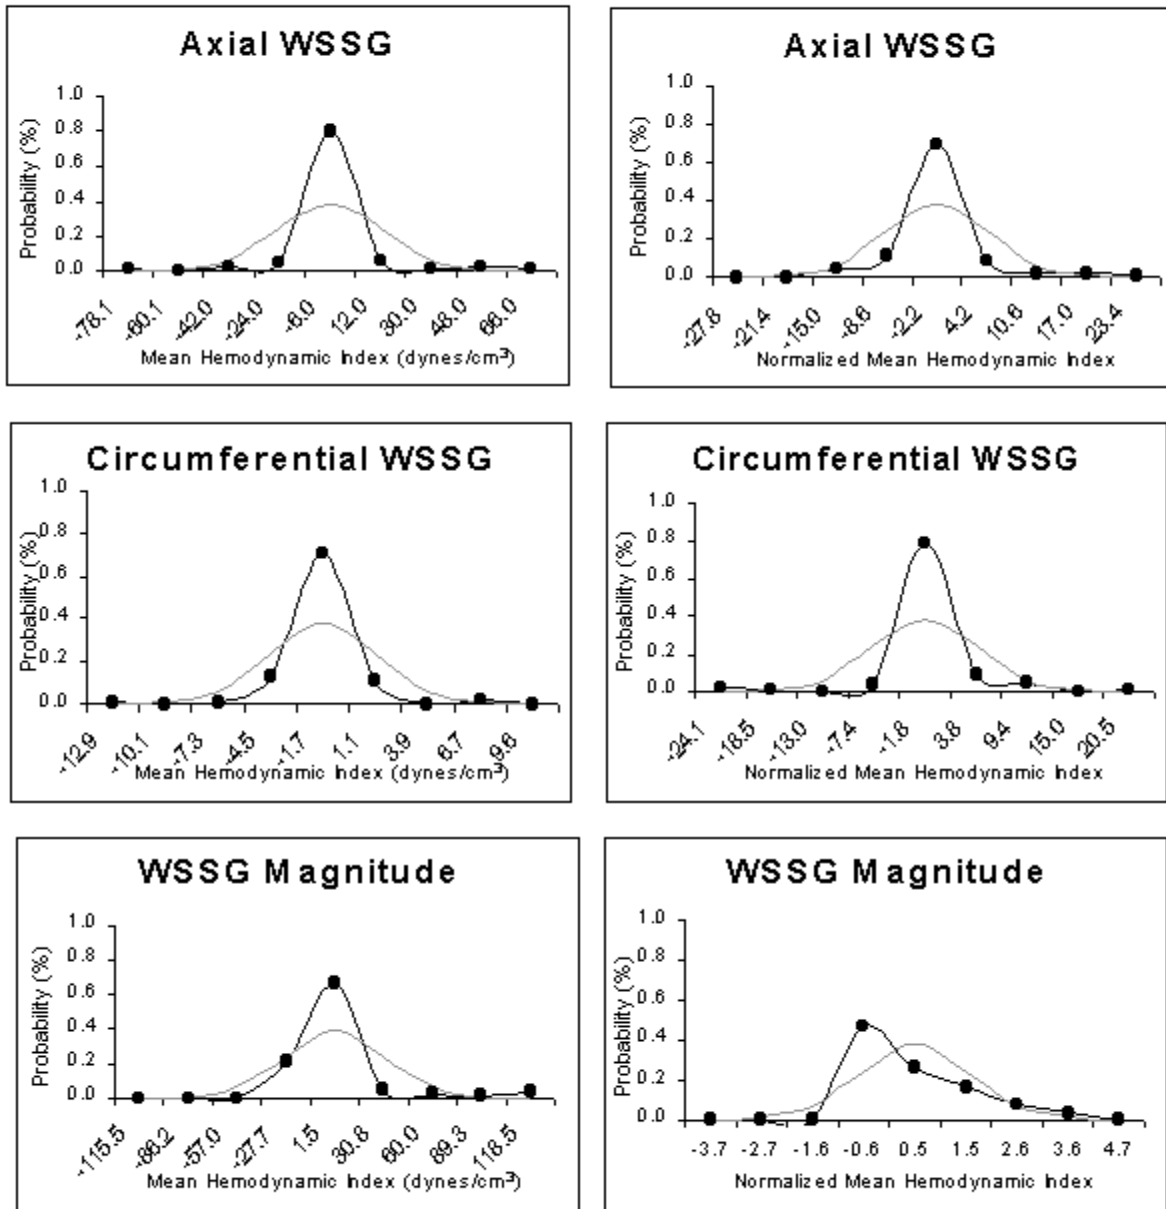 Axial WSSG
Probability (%)
1.0
0.8
0.6
0.4
0.2
0.0
-78.1 -60.1 -42.0 -24.0 -6.0 12.0 30.0 48.0 66.0
Mean Hemodynamic Index (dynes/cm³)
Axial WSSG
Probability (%)
1.0
0.8
0.6
0.4
0.2
0.0
-27.8 -21.4 -15.0 -8.6 -2.2 4.2 10.6 17.0 23.4
Normalized Mean Hemodynamic Index
Circumferential WSSG
Probability (%)
1.0
0.8
0.6
0.4
0.2
0.0
-12.9 -10.1 -7.3 -4.5 -1.7 1.1 3.9 6.7 9.6
Mean Hemodynamic Index (dynes/cm³)
Circumferential WSSG
Probability (%)
1.0
0.8
0.6
0.4
0.2
0.0
-24.1 -18.5 -13.0 -7.4 -1.8 3.8 9.4 15.0 20.5
Normalized Mean Hemodynamic Index
WSSG Magnitude
Probability (%)
1.0
0.8
0.6
0.4
0.2
0.0
-115.5 -86.2 -57.0 -27.7 1.5 30.8 60.0 89.3 118.5
Mean Hemodynamic Index (dynes/cm³)
WSSG Magnitude
Probability (%)
1.0
0.8
0.6
0.4
0.2
0.0
-3.7 -2.7 -1.6 -0.6 0.5 1.5 2.6 3.6 4.7
Normalized Mean Hemodynamic Index